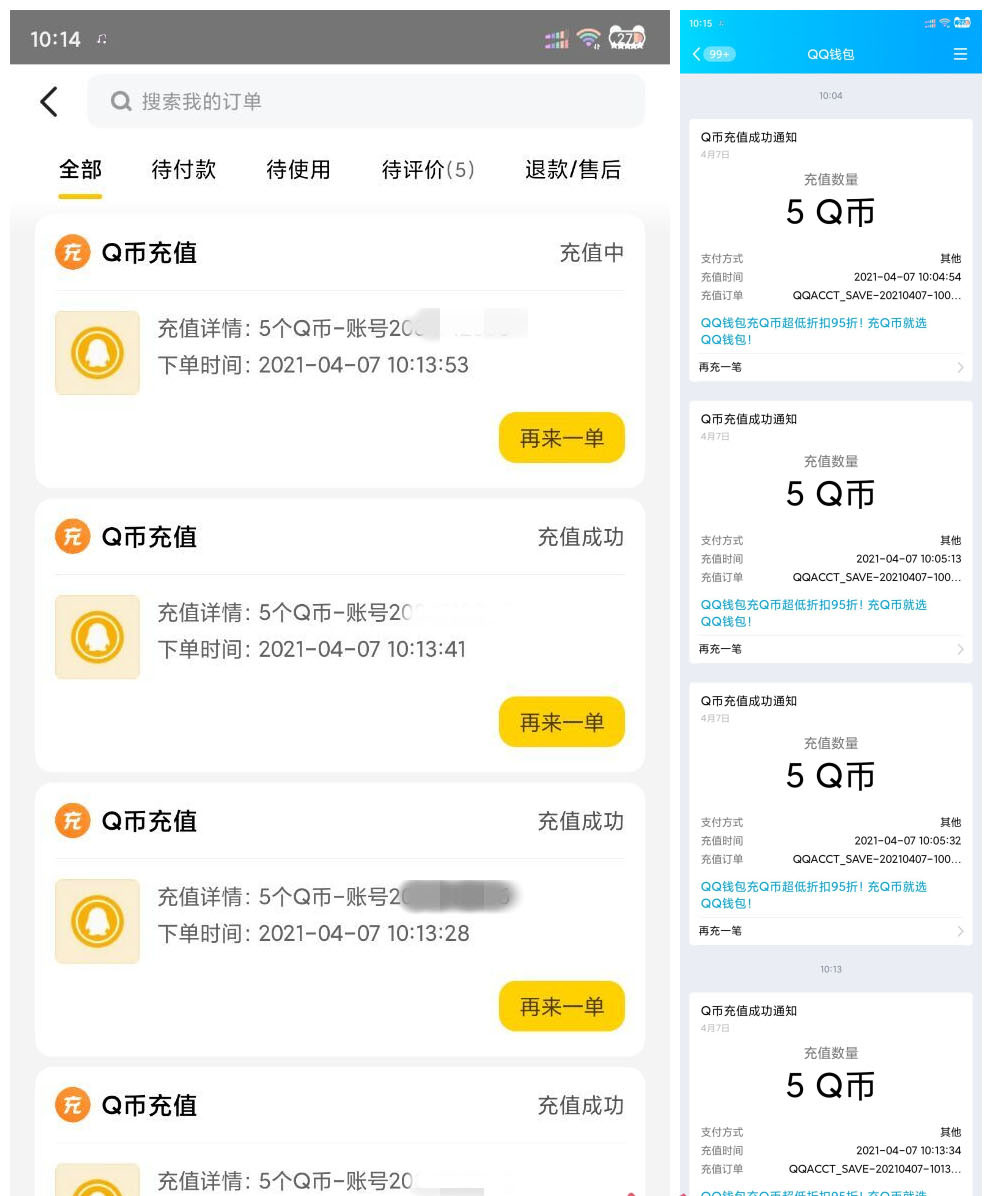 10:14
搜索我的订单
全部 待付款 待使用 待评价(5) 退款/售后
充 Q币充值 充值中
充值详情: 5个Q币-账号20
下单时间: 2021-04-07 10:13:53
再来一单
充 Q币充值 充值成功
充值详情: 5个Q币-账号20
下单时间: 2021-04-07 10:13:41
再来一单
充 Q币充值 充值成功
充值详情: 5个Q币-账号20
下单时间: 2021-04-07 10:13:28
再来一单
充 Q币充值 充值成功
充值详情: 5个Q币-账号20
10:15
99+ QQ钱包
10:04
Q币充值成功通知
4月7日
充值数量
5 Q币
支付方式 其他
充值时间 2021-04-07 10:04:54
充值订单 QQACCT_SAVE-20210407-100...
QQ钱包充Q币超低折扣95折! 充Q币就选
QQ钱包!
再充一笔
Q币充值成功通知
4月7日
充值数量
5 Q币
支付方式 其他
充值时间 2021-04-07 10:05:13
充值订单 QQACCT_SAVE-20210407-100...
QQ钱包充Q币超低折扣95折! 充Q币就选
QQ钱包!
再充一笔
Q币充值成功通知
4月7日
充值数量
5 Q币
支付方式 其他
充值时间 2021-04-07 10:05:32
充值订单 QQACCT_SAVE-20210407-100...
QQ钱包充Q币超低折扣95折! 充Q币就选
QQ钱包!
再充一笔
10:13
Q币充值成功通知
4月7日
充值数量
5 Q币
支付方式 其他
充值时间 2021-04-07 10:13:34
充值订单 QQACCT_SAVE-20210407-1013...
QQ钱包充Q币超低折扣95折! 充Q币就选